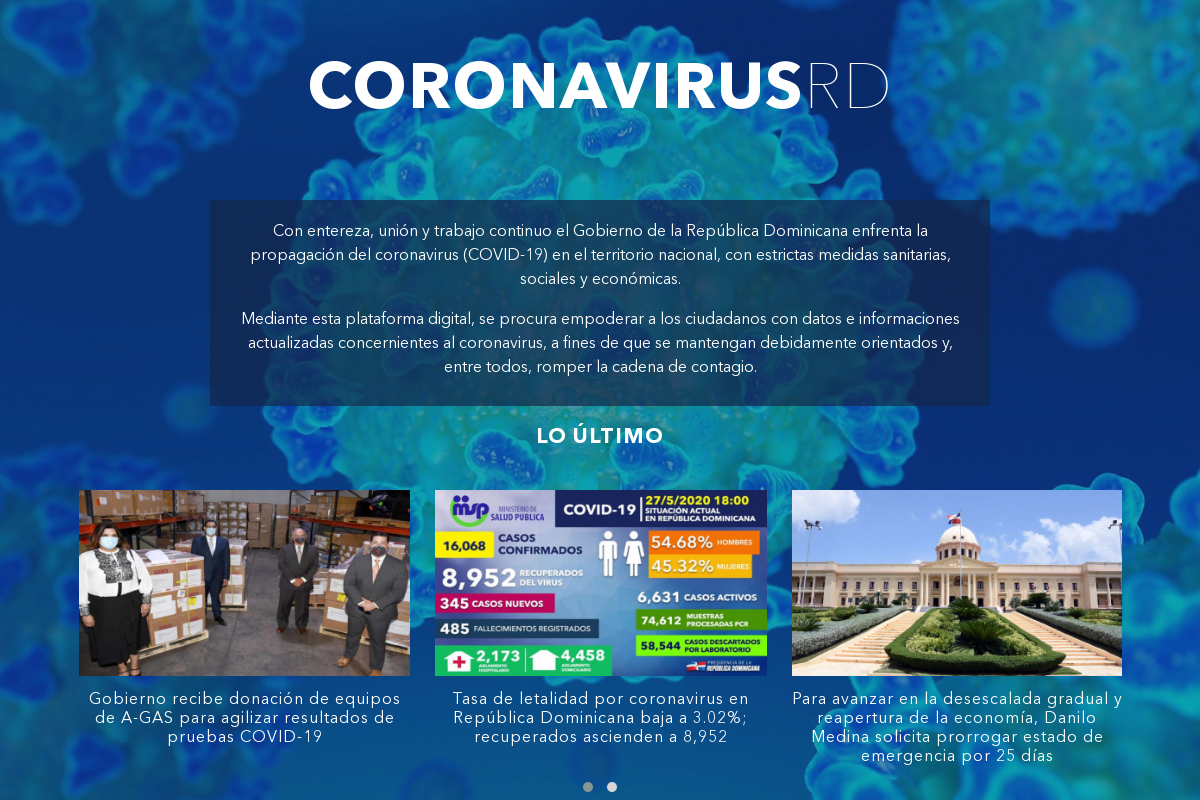 CORONAVIRUSRD
Con entereza, unión y trabajo continuo el Gobierno de la República Dominicana enfrenta la
propagación del coronavirus (COVID-19) en el territorio nacional, con estrictas medidas sanitarias,
sociales y económicas.
Mediante esta plataforma digital, se procura empoderar a los ciudadanos con datos e informaciones
actualizadas concernientes al coronavirus, a fines de que se mantengan debidamente orientados y,
entre todos, romper la cadena de contagio.
LO ÚLTIMO
msp
MINISTERIO DE
SALUD PUBLICA
COVID-19
27/5/2020 18:00
SITUACIÓN ACTUAL
EN REPÚBLICA DOMINICANA
16,068
CASOS
CONFIRMADOS
54.68% HOMBRES
45.32% MUJERES
8,952 RECUPERADOS
DEL VIRUS
345 CASOS NUEVOS
6,631 CASOS ACTIVOS
485 FALLECIMIENTOS REGISTRADOS
74,612 MUESTRAS
PROCESADAS PCR
58,544 CASOS DESCARTADOS
POR LABORATORIO
2,173 AISLAMIENTO
HOSPITALARIO
4,458 AISLAMIENTO
DOMICILIARIO
PRESIDENCIA DE LA
REPÚBLICA DOMINICANA
Gobierno recibe donación de equipos
de A-GAS para agilizar resultados de
pruebas COVID-19
Tasa de letalidad por coronavirus en
República Dominicana baja a 3.02%;
recuperados ascienden a 8,952
Para avanzar en la desescalada gradual y
reapertura de la economía, Danilo
Medina solicita prorrogar estado de
emergencia por 25 días